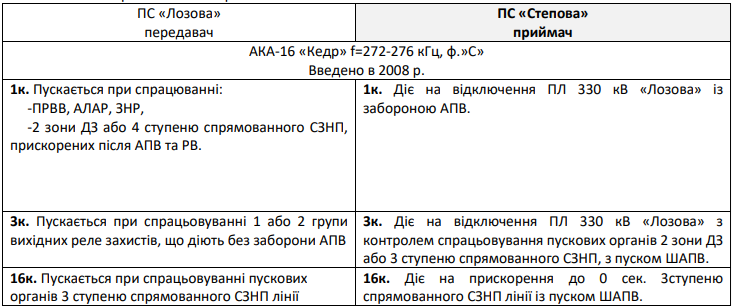 ПС «Лозова»
передавач
ПС «Степова»
приймач
АКА-16 «Кедр» f=272-276 кГц, ф.»С»
Введено в 2008 р.
1к. Пускається при спрацюванні:
-ПРВВ, АЛАР, ЗНР,
-2 зони ДЗ або 4 ступеню спрямованного СЗНП,
прискорених після АПВ та РВ.
1к. Діє на відключення ПЛ 330 кВ «Лозова» із
забороною АПВ.
3к. Пускається при спрацьовуванні 1 або 2 групи
вихідних реле захистів, що діють без заборони АПВ
3к. Діє на відключення ПЛ 330 кВ «Лозова» з
контролем спрацьовування пускових органів 2 зони ДЗ
або 3 ступеню спрямованного СЗНП, з пуском ШАПВ.
16к. Пускається при спрацьовуванні пускових
органів 3 ступеню спрямованного СЗНП лінії
16к. Діє на прискорення до 0 сек. 3ступеню
спрямованного СЗНП лінії із пуском ШАПВ.